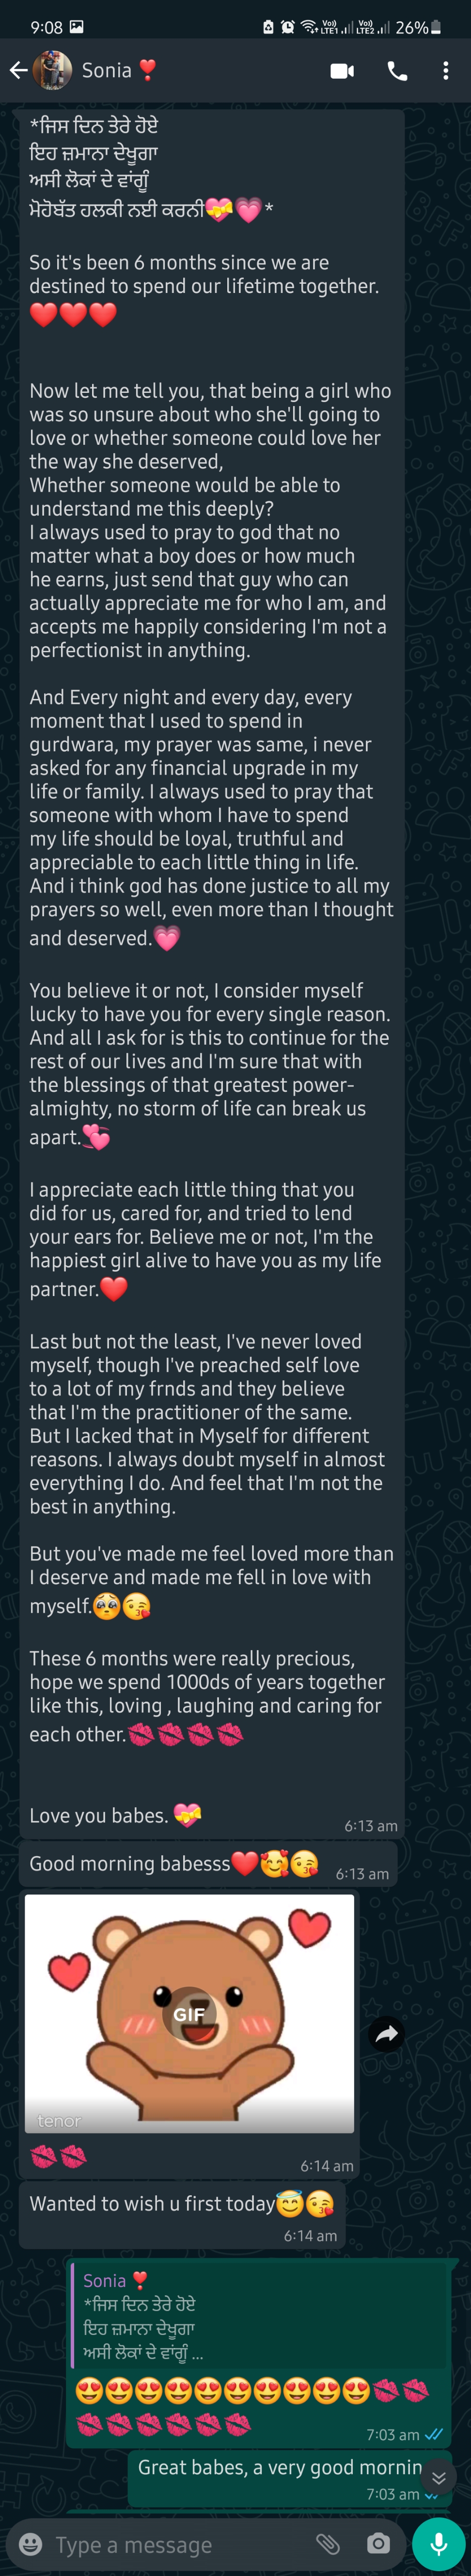 9:08 Vo)) LTE1 Vo)) LTE2 26%
Sonia
*ਜਿਸ ਦਿਨ ਤੇਰੇ ਹੋਏ
ਇਹ ਜ਼ਮਾਨਾ ਦੇਖੂਗਾ
ਅਸੀ ਲੋਕਾਂ ਦੇ ਵਾਂਗੂੰ
ਮੋਹੋਬੱਤ ਹਲਕੀ ਨਈ ਕਰਨੀ💝💗*
So it's been 6 months since we are
destined to spend our lifetime together.
❤️❤️❤️
Now let me tell you, that being a girl who
was so unsure about who she'll going to
love or whether someone could love her
the way she deserved,
Whether someone would be able to
understand me this deeply?
I always used to pray to god that no
matter what a boy does or how much
he earns, just send that guy who can
actually appreciate me for who I am, and
accepts me happily considering I'm not a
perfectionist in anything.
And Every night and every day, every
moment that I used to spend in
gurdwara, my prayer was same, i never
asked for any financial upgrade in my
life or family. I always used to pray that
someone with whom I have to spend
my life should be loyal, truthful and
appreciable to each little thing in life.
And i think god has done justice to all my
prayers so well, even more than I thought
and deserved.💗
You believe it or not, I consider myself
lucky to have you for every single reason.
And all I ask for is this to continue for the
rest of our lives and I'm sure that with
the blessings of that greatest power-
almighty, no storm of life can break us
apart.💞
I appreciate each little thing that you
did for us, cared for, and tried to lend
your ears for. Believe me or not, I'm the
happiest girl alive to have you as my life
partner.❤️
Last but not the least, I've never loved
myself, though I've preached self love
to a lot of my frnds and they believe
that I'm the practitioner of the same.
But I lacked that in Myself for different
reasons. I always doubt myself in almost
everything I do. And feel that I'm not the
best in anything.
But you've made me feel loved more than
I deserve and made me fell in love with
myself.🥺😘
These 6 months were really precious,
hope we spend 1000ds of years together
like this, loving , laughing and caring for
each other.💋💋💋💋
Love you babes. 💝
6:13 am
Good morning babesss❤️🥰😘 6:13 am
GIF
tenor
💋💋 6:14 am
Wanted to wish u first today😇😘
6:14 am
Sonia
*ਜਿਸ ਦਿਨ ਤੇਰੇ ਹੋਏ
ਇਹ ਜ਼ਮਾਨਾ ਦੇਖੂਗਾ
ਅਸੀ ਲੋਕਾਂ ਦੇ ਵਾਂਗੂੰ ...
😍😍😍😍😍😍😍😍😍😍💋💋
💋💋💋💋💋💋 7:03 am
Great babes, a very good mornin
7:03 am
Type a message